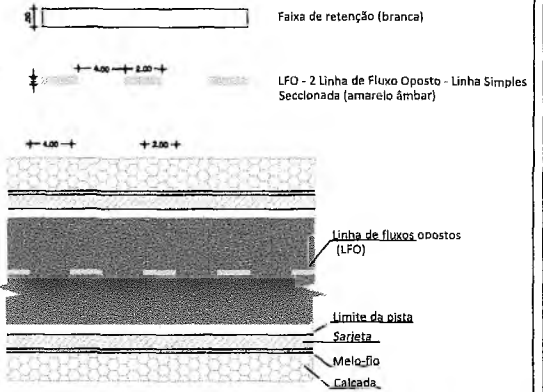 Faixa de retenção (branca)
4.00 2.00
LFO - 2 Linha de Fluxo Oposto - Linha Simples
Seccionada (amarelo âmbar)
4.00 2.00
Linha de fluxos opostos
(LFO)
Limite da pista
Sarjeta
Meio-fio
Calçada